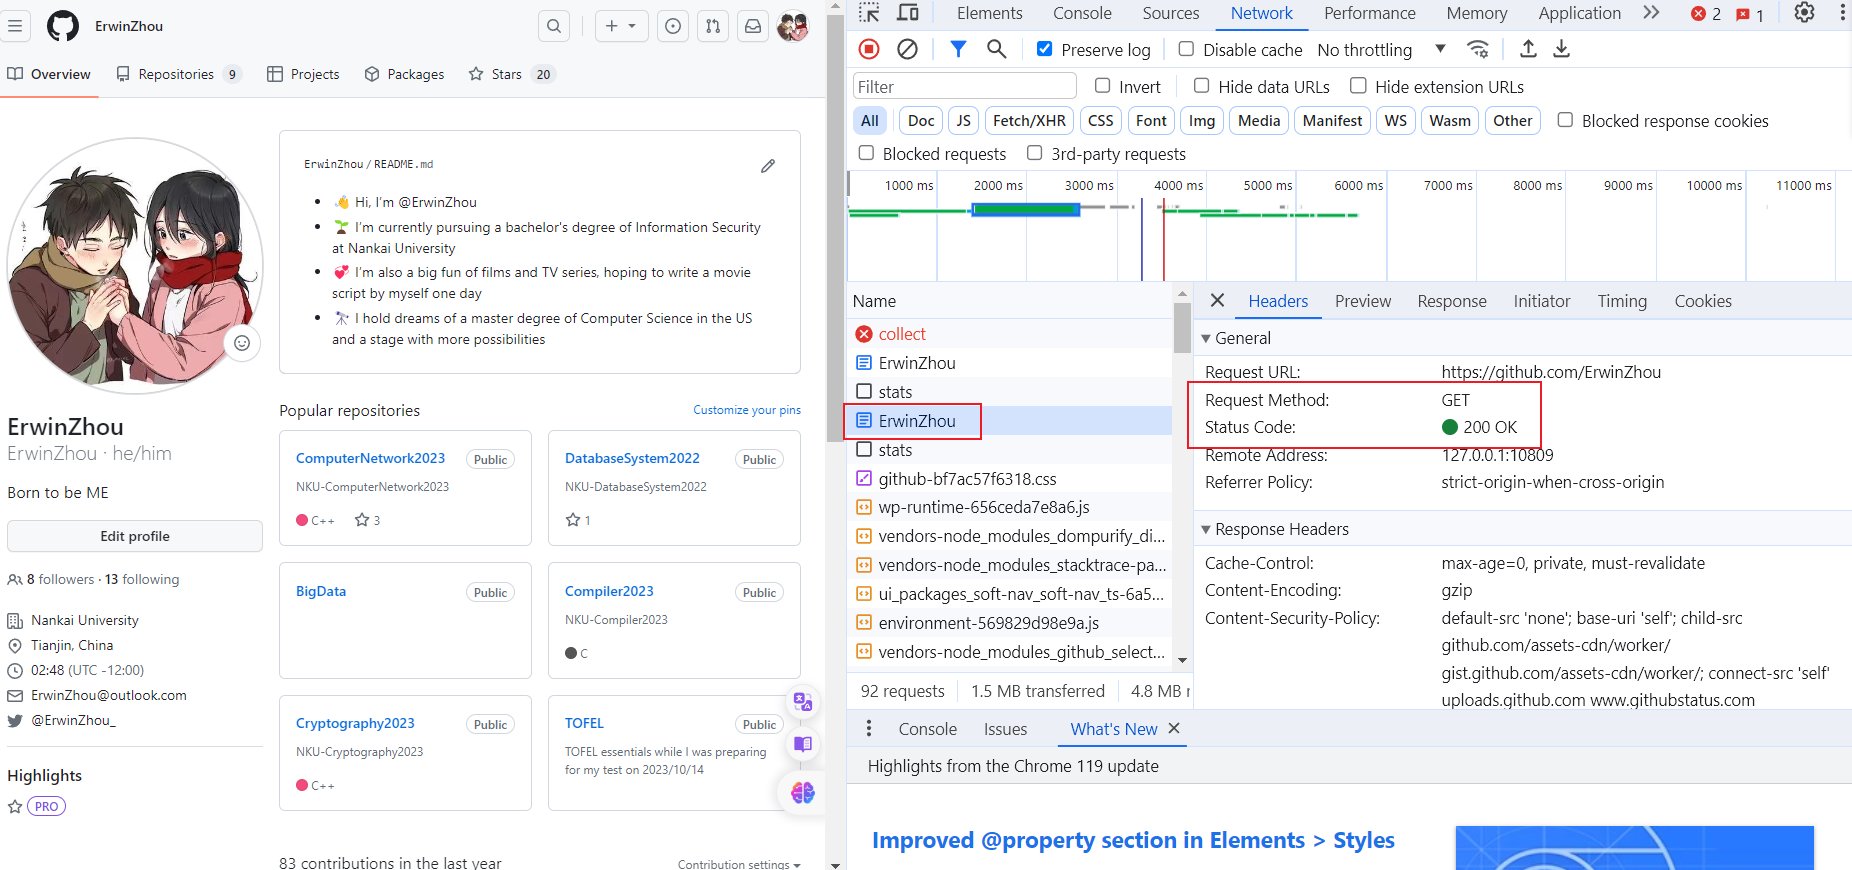 ErwinZhou
Overview
Repositories 9
Projects
Packages
Stars 20
ErwinZhou / README.md
Hi, I'm @ErwinZhou
I'm currently pursuing a bachelor's degree of Information Security
at Nankai University
I'm also a big fun of films and TV series, hoping to write a movie
script by myself one day
I hold dreams of a master degree of Computer Science in the US
and a stage with more possibilities
ErwinZhou
ErwinZhou · he/him
Born to be ME
Edit profile
8 followers · 13 following
Nankai University
Tianjin, China
02:48 (UTC -12:00)
ErwinZhou@outlook.com
@ErwinZhou_
Highlights
PRO
Popular repositories
Customize your pins
ComputerNetwork2023 Public
NKU-ComputerNetwork2023
C++ 3
DatabaseSystem2022 Public
NKU-DatabaseSystem2022
1
BigData Public
Compiler2023 Public
NKU-Compiler2023
C
Cryptography2023 Public
NKU-Cryptography2023
C++
TOFEL Public
TOFEL essentials while I was preparing
for my test on 2023/10/14
83 contributions in the last year
Contribution settings
Elements Console Sources Network Performance Memory Application 2 1
Preserve log Disable cache No throttling
Filter Invert Hide data URLs Hide extension URLs
All Doc JS Fetch/XHR CSS Font Img Media Manifest WS Wasm Other Blocked response cookies
Blocked requests 3rd-party requests
1000 ms 2000 ms 3000 ms 4000 ms 5000 ms 6000 ms 7000 ms 8000 ms 9000 ms 10000 ms 11000 ms
Name
collect
ErwinZhou
stats
ErwinZhou
stats
github-bf7ac57f6318.css
wp-runtime-656ceda7e8a6.js
vendors-node_modules_dompurify_di...
vendors-node_modules_stacktrace-pa...
ui_packages_soft-nav_soft-nav_ts-6a5...
environment-569829d98e9a.js
vendors-node_modules_github_select...
92 requests 1.5 MB transferred 4.8 MB r
Headers Preview Response Initiator Timing Cookies
General
Request URL: https://github.com/ErwinZhou
Request Method: GET
Status Code: 200 OK
Remote Address: 127.0.0.1:10809
Referrer Policy: strict-origin-when-cross-origin
Response Headers
Cache-Control: max-age=0, private, must-revalidate
Content-Encoding: gzip
Content-Security-Policy: default-src 'none'; base-uri 'self'; child-src
github.com/assets-cdn/worker/
gist.github.com/assets-cdn/worker/; connect-src 'self'
uploads.github.com www.githubstatus.com
Console Issues What's New
Highlights from the Chrome 119 update
Improved @property section in Elements > Styles